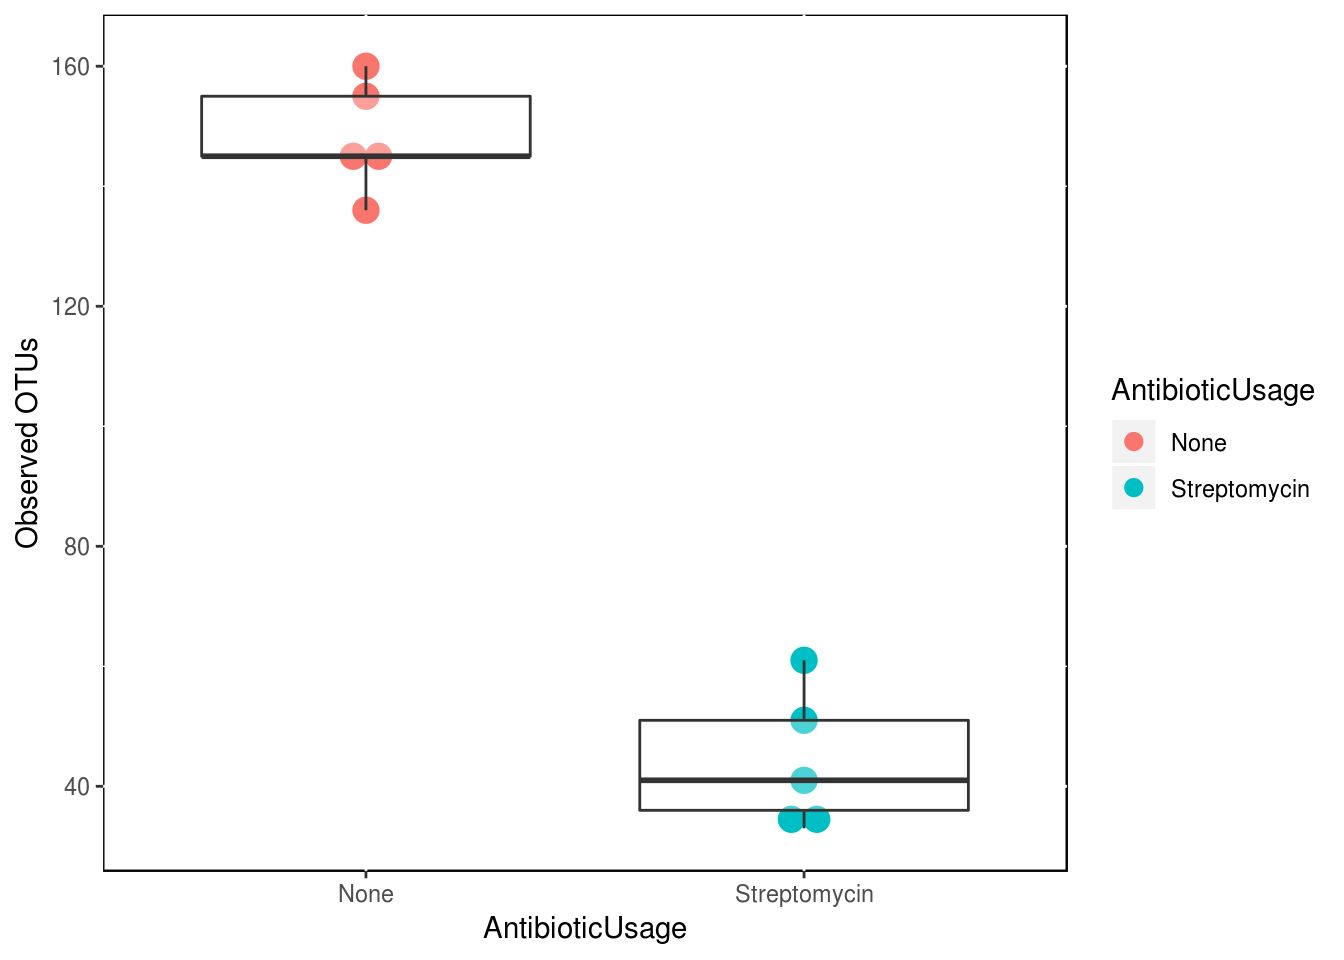 160
120
80
40
Observed OTUs
None
Streptomycin
AntibioticUsage
AntibioticUsage
None
Streptomycin